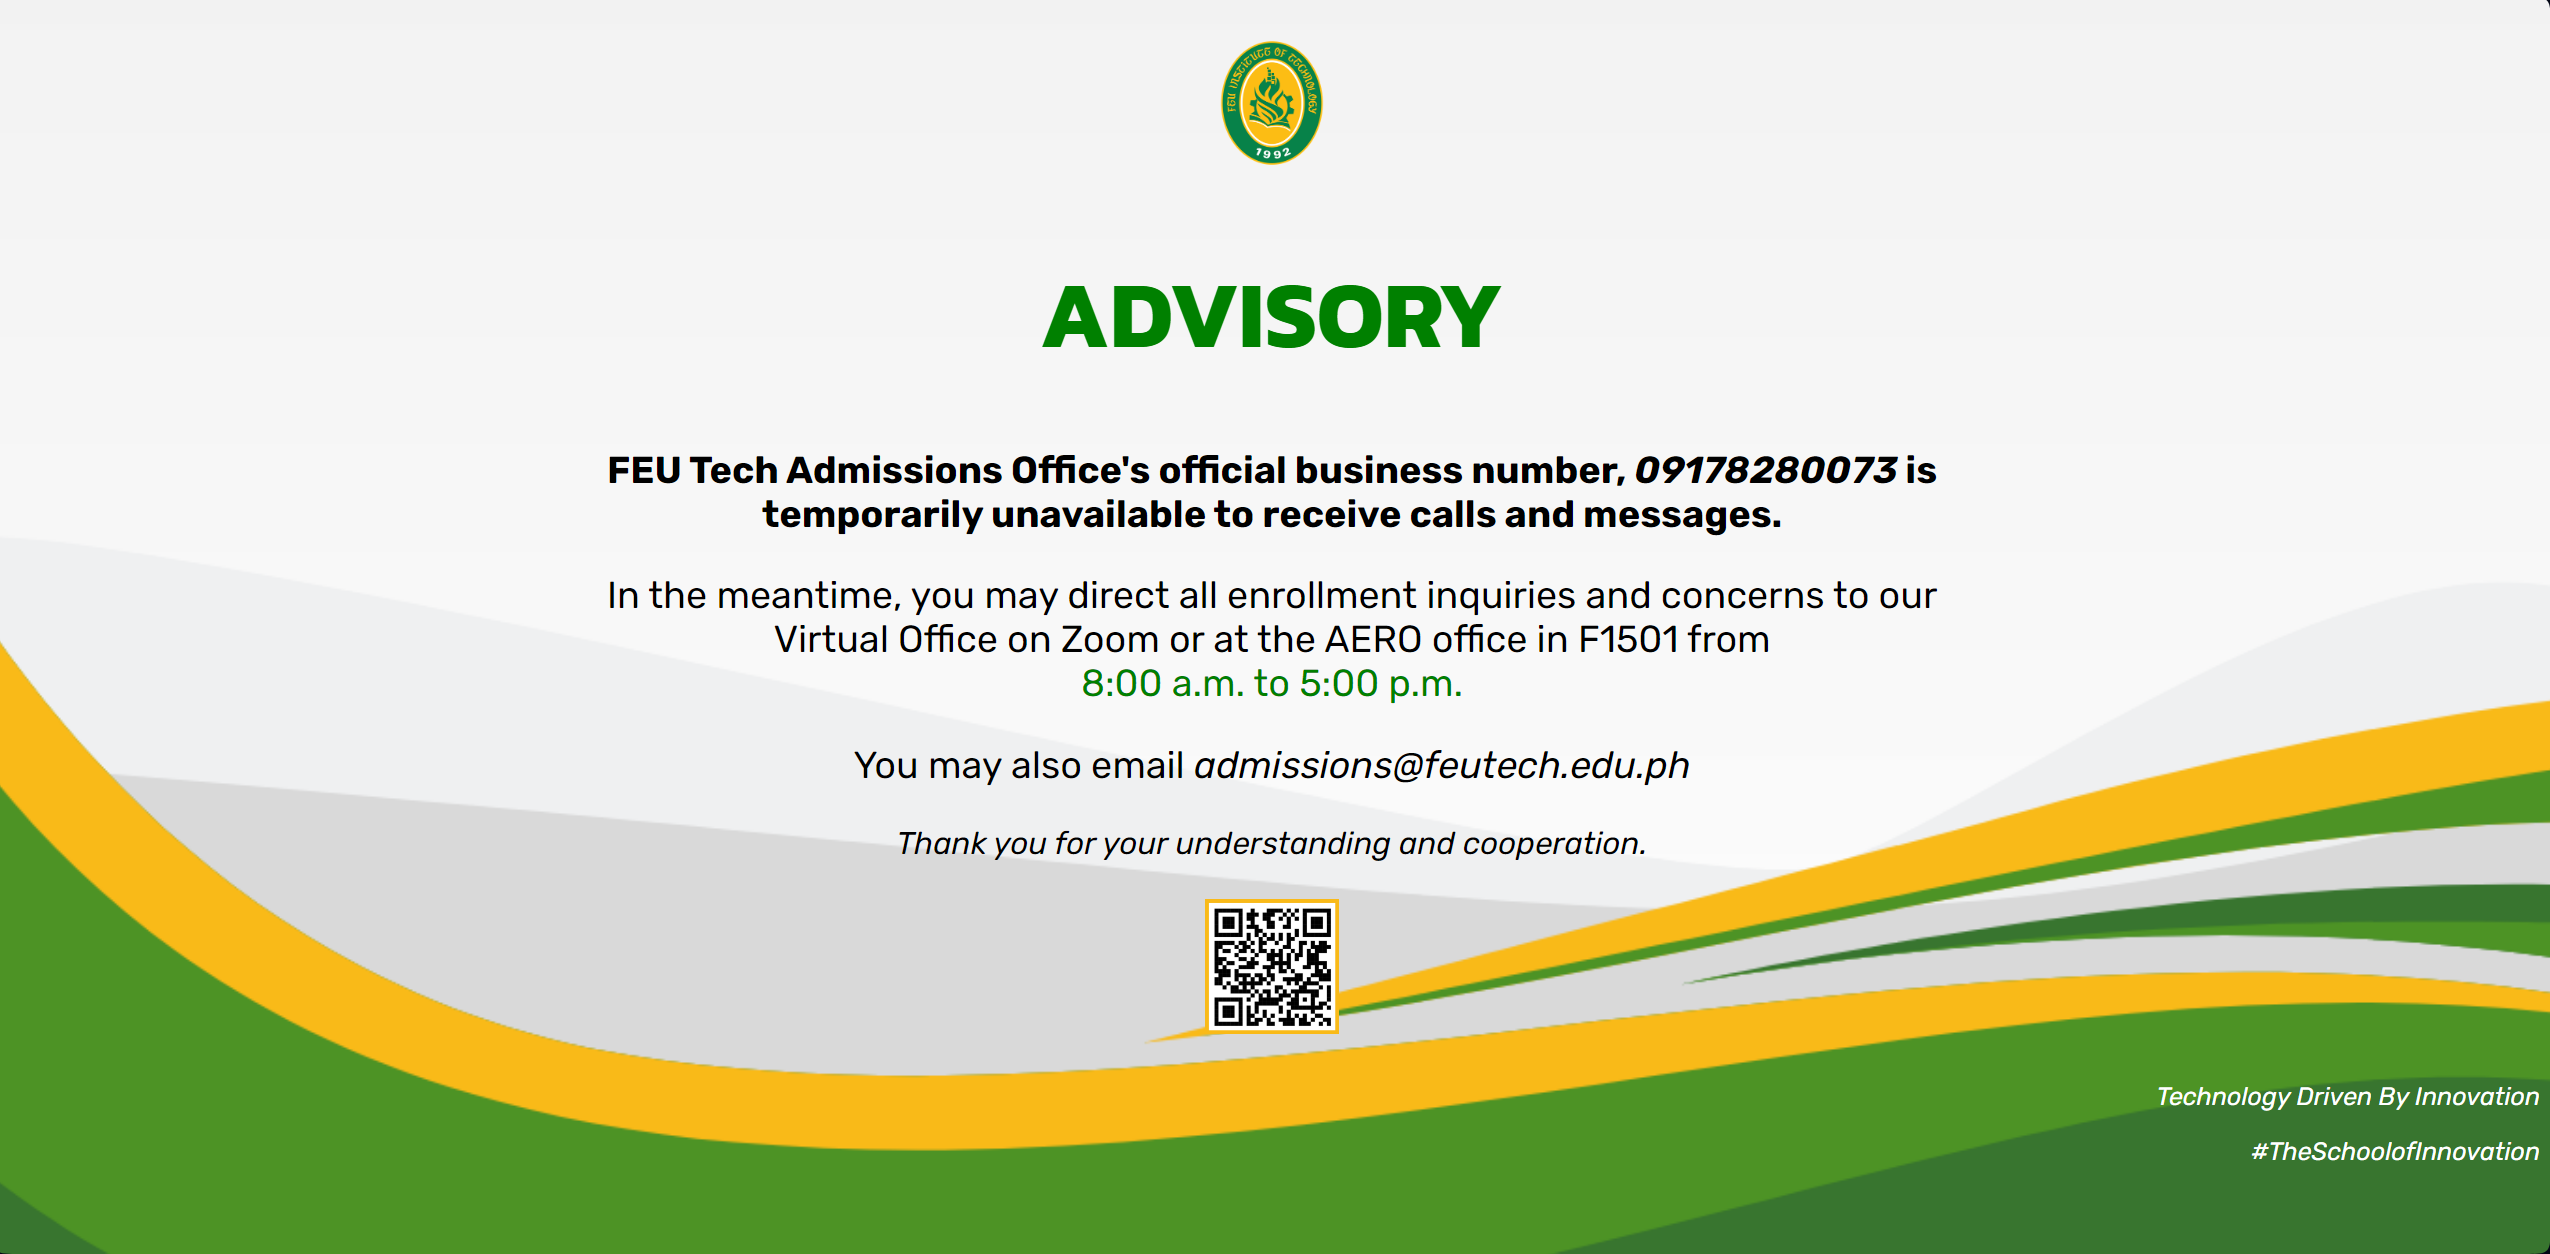 FEU INSTITUTE OF TECHNOLOGY
1992
ADVISORY
FEU Tech Admissions Office's official business number, 09178280073 is
temporarily unavailable to receive calls and messages.
In the meantime, you may direct all enrollment inquiries and concerns to our
Virtual Office on Zoom or at the AERO office in F1501 from
8:00 a.m. to 5:00 p.m.
You may also email admissions@feutech.edu.ph
Thank you for your understanding and cooperation.
Technology Driven By Innovation
#TheSchoolofInnovation